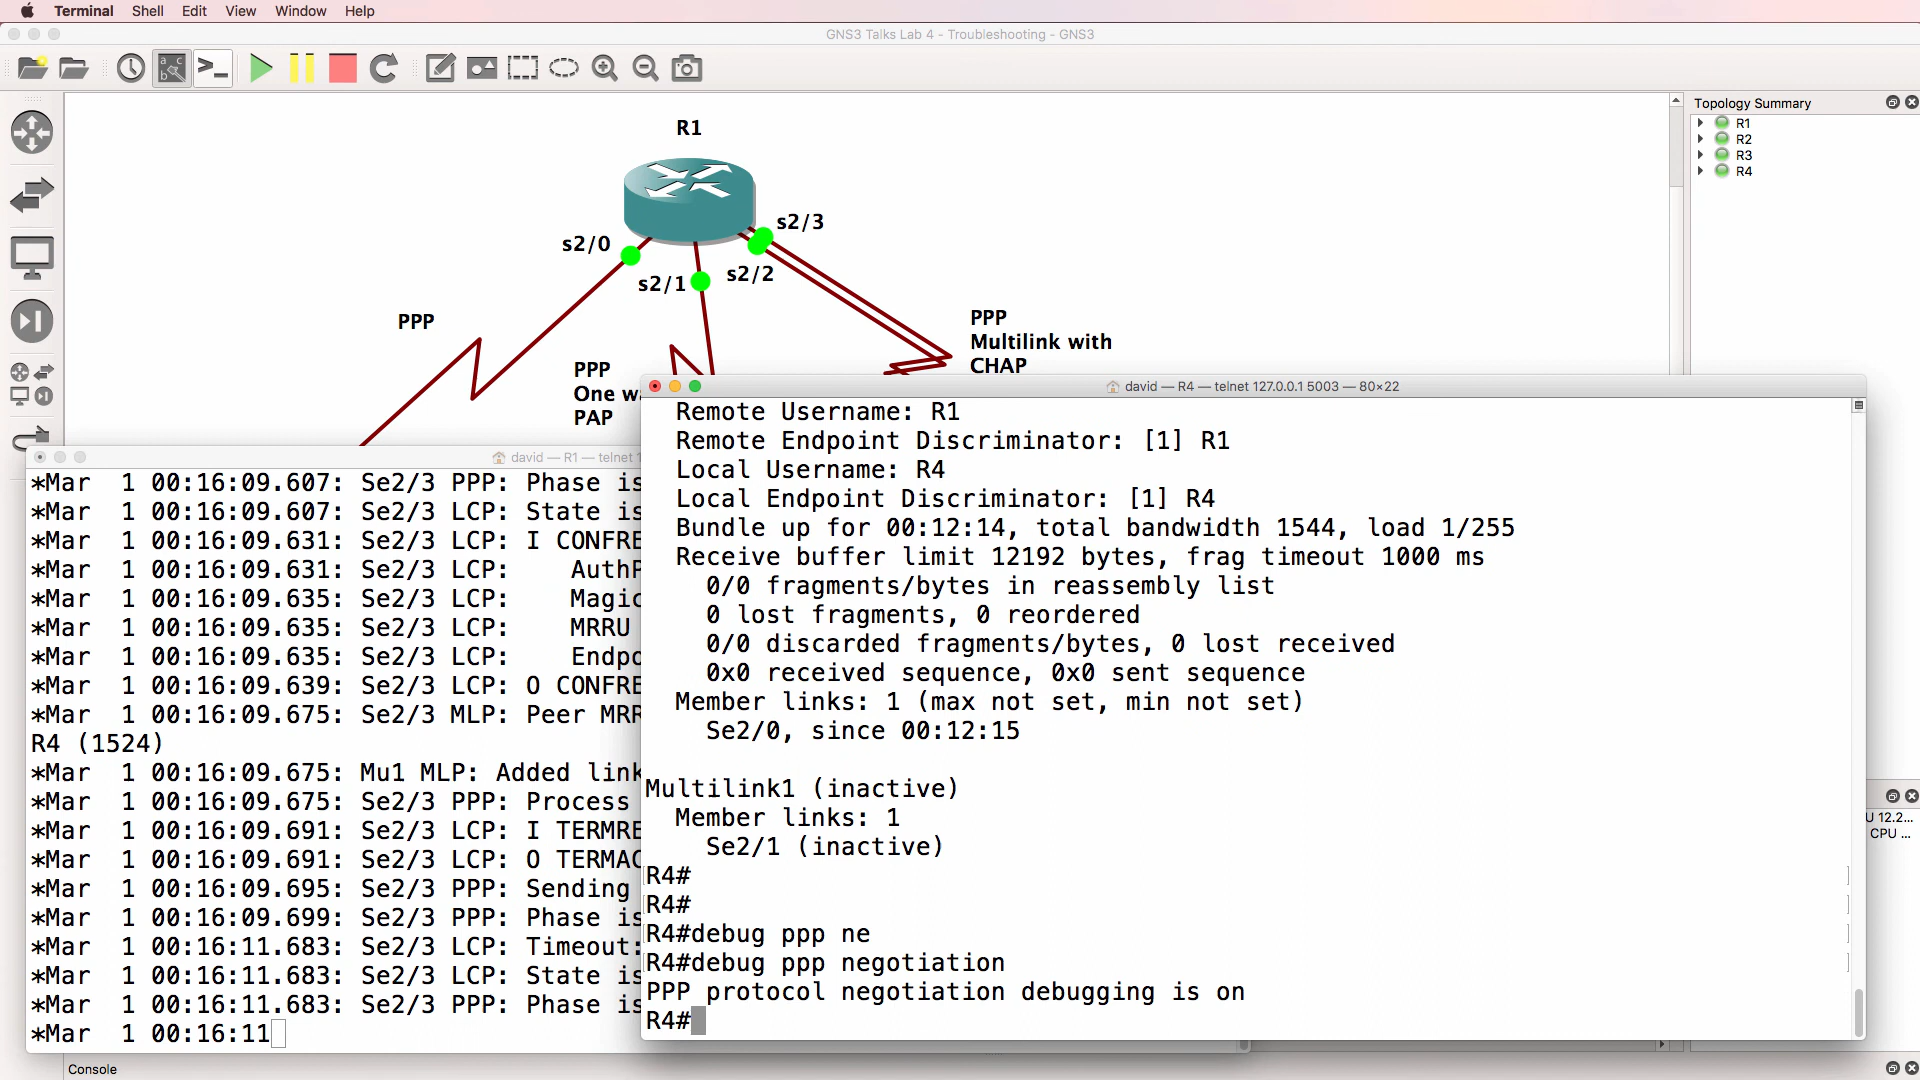 Terminal Shell Edit View Window Help
GNS3 Talks Lab 4 - Troubleshooting - GNS3
Topology Summary
R1
R2
R3
R4
R1
s2/3
s2/0
s2/1
s2/2
PPP
PPP
Multilink with
CHAP
PPP
One wa
PAP
david — R4 — telnet 127.0.0.1 5003 — 80×22
Remote Username: R1
Remote Endpoint Discriminator: [1] R1
Local Username: R4
Local Endpoint Discriminator: [1] R4
Bundle up for 00:12:14, total bandwidth 1544, load 1/255
Receive buffer limit 12192 bytes, frag timeout 1000 ms
0/0 fragments/bytes in reassembly list
0 lost fragments, 0 reordered
0/0 discarded fragments/bytes, 0 lost received
0x0 received sequence, 0x0 sent sequence
Member links: 1 (max not set, min not set)
Se2/0, since 00:12:15
Multilink1 (inactive)
Member links: 1
Se2/1 (inactive)
R4#
R4#
R4#debug ppp ne
R4#debug ppp negotiation
PPP protocol negotiation debugging is on
R4#
david — R1 — telnet 1
*Mar 1 00:16:09.607: Se2/3 PPP: Phase is
*Mar 1 00:16:09.607: Se2/3 LCP: State is
*Mar 1 00:16:09.631: Se2/3 LCP: I CONFRE
*Mar 1 00:16:09.631: Se2/3 LCP: AuthP
*Mar 1 00:16:09.635: Se2/3 LCP: Magic
*Mar 1 00:16:09.635: Se2/3 LCP: MRRU
*Mar 1 00:16:09.635: Se2/3 LCP: Endpo
*Mar 1 00:16:09.639: Se2/3 LCP: O CONFRE
*Mar 1 00:16:09.675: Se2/3 MLP: Peer MRR
R4 (1524)
*Mar 1 00:16:09.675: Mu1 MLP: Added link
*Mar 1 00:16:09.675: Se2/3 PPP: Process
*Mar 1 00:16:09.691: Se2/3 LCP: I TERMRE
*Mar 1 00:16:09.691: Se2/3 LCP: O TERMAC
*Mar 1 00:16:09.695: Se2/3 PPP: Sending
*Mar 1 00:16:09.699: Se2/3 PPP: Phase is
*Mar 1 00:16:11.683: Se2/3 LCP: Timeout:
*Mar 1 00:16:11.683: Se2/3 LCP: State is
*Mar 1 00:16:11.683: Se2/3 PPP: Phase is
*Mar 1 00:16:11
U 12.2...
CPU ...
Console